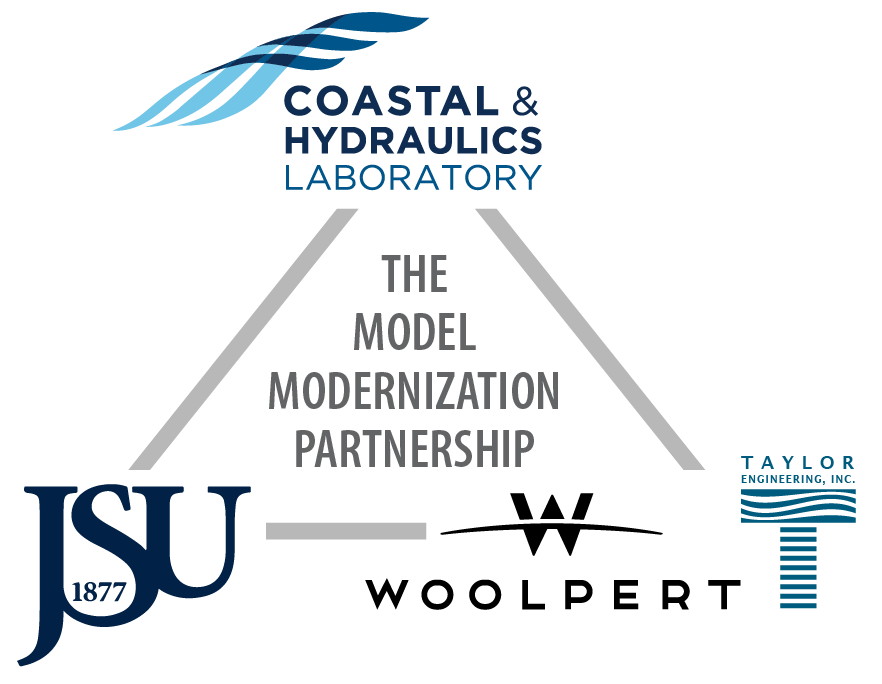 COASTAL &
HYDRAULICS
LABORATORY
THE
MODEL
MODERNIZATION
PARTNERSHIP
JSU
1877
W
WOOLPERT
TAYLOR
ENGINEERING, INC.
T